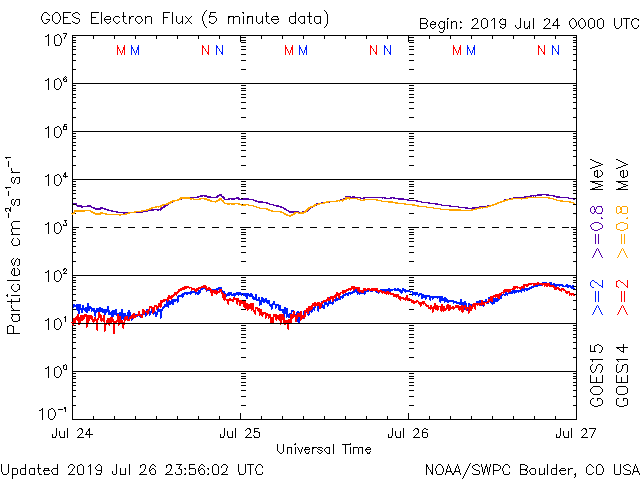 GOES Electron Flux (5 minute data)
Begin: 2019 Jul 24 0000 UTC
10⁷
M M N N M M N N M M N N
10⁶
10⁵
10⁴
10³
10²
10¹
10⁰
10⁻¹
Particles cm⁻²s⁻¹sr⁻¹
Jul 24 Jul 25 Jul 26 Jul 27
Universal Time
GOES15 >=2 >=0.8 MeV
GOES14 >=2 >=0.8 MeV
Updated 2019 Jul 26 23:56:02 UTC
NOAA/SWPC Boulder, CO USA